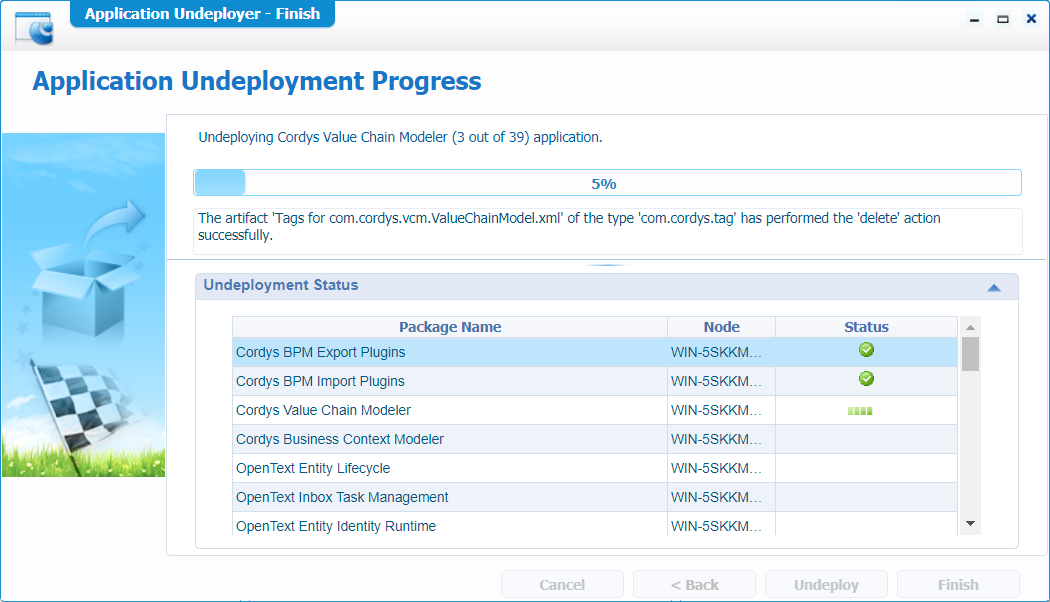 Application Undeployer - Finish
Application Undeployment Progress
Undeploying Cordys Value Chain Modeler (3 out of 39) application.
5%
The artifact 'Tags for com.cordys.vcm.ValueChainModel.xml' of the type 'com.cordys.tag' has performed the 'delete' action
successfully.
Undeployment Status
Package Name Node Status
Cordys BPM Export Plugins WIN-5SKKM...
Cordys BPM Import Plugins WIN-5SKKM...
Cordys Value Chain Modeler WIN-5SKKM...
Cordys Business Context Modeler WIN-5SKKM...
OpenText Entity Lifecycle WIN-5SKKM...
OpenText Inbox Task Management WIN-5SKKM...
OpenText Entity Identity Runtime WIN-5SKKM...
Cancel < Back Undeploy Finish